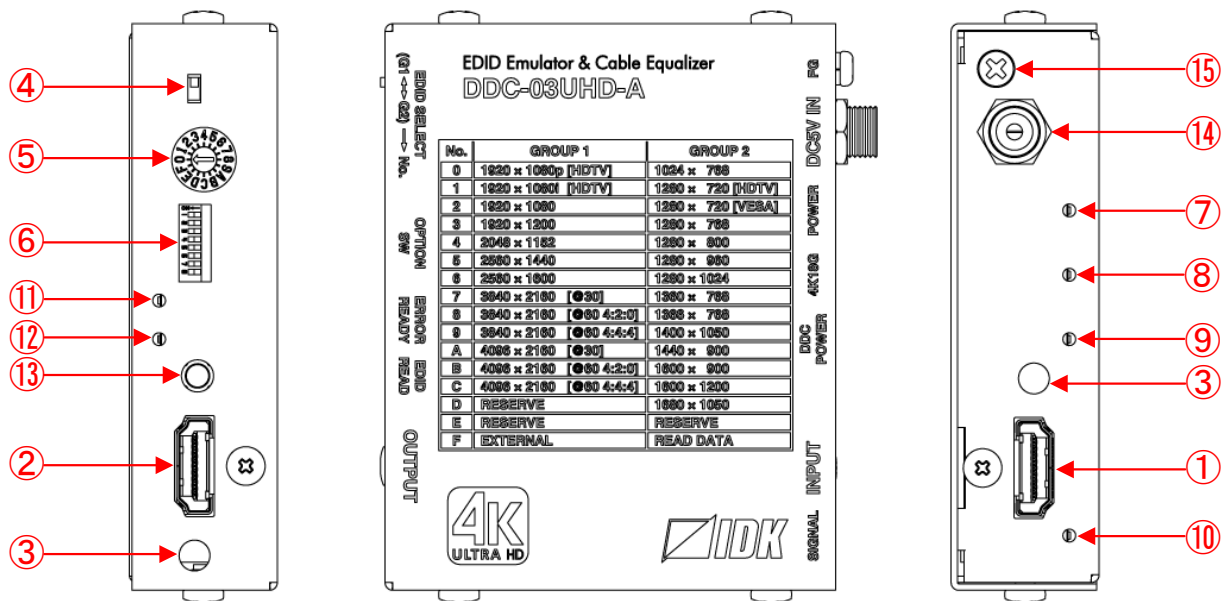 ④
⑤
⑥
⑪
⑫
⑬
②
③
0123456789ABCDEF
EDID Emulator & Cable Equalizer
DDC-03UHD-A
EDID SELECT
(G1↔G2) → No.
OPTION
SW
ERROR
READY
EDID
READ
OUTPUT
No. GROUP 1 GROUP 2
0 1920 × 1080p [HDTV] 1024 × 768
1 1920 × 1080i [HDTV] 1280 × 720 [HDTV]
2 1920 × 1080 1280 × 720 [VESA]
3 1920 × 1200 1280 × 768
4 2048 × 1152 1280 × 800
5 2560 × 1440 1280 × 960
6 2560 × 1600 1280 × 1024
7 3840 × 2160 [@30] 1360 × 768
8 3840 × 2160 [@60 4:2:0] 1366 × 768
9 3840 × 2160 [@60 4:4:4] 1400 × 1050
A 4096 × 2160 [@30] 1440 × 900
B 4096 × 2160 [@60 4:2:0] 1600 × 900
C 4096 × 2160 [@60 4:4:4] 1600 × 1200
D RESERVE 1680 × 1050
E RESERVE RESERVE
F EXTERNAL READ DATA
4K
ULTRA HD
IDK
FG
DC5V IN
POWER
4K18G
DDC
POWER
INPUT
SIGNAL
⑮
⑭
⑦
⑧
⑨
③
①
⑩